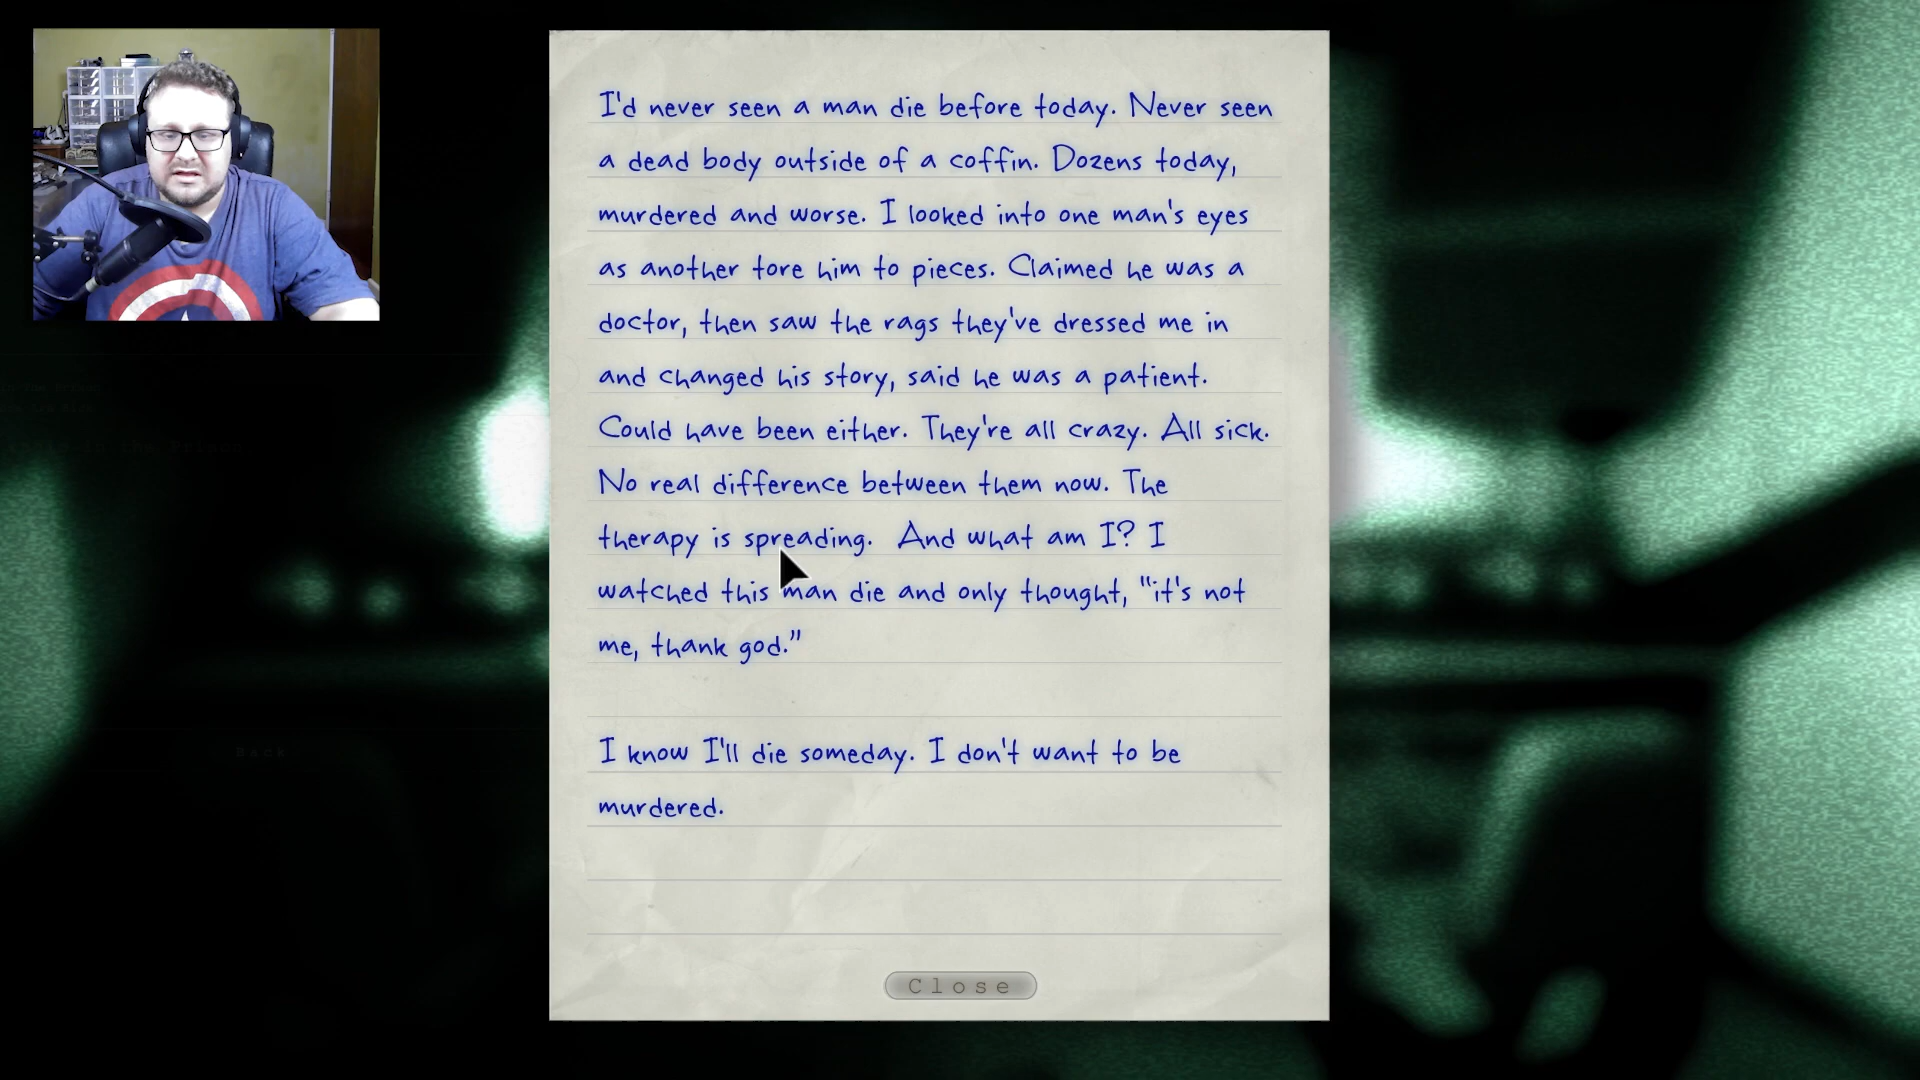 I'd never seen a man die before today. Never seen
a dead body outside of a coffin. Dozens today,
murdered and worse. I looked into one man's eyes
as another tore him to pieces. Claimed he was a
doctor, then saw the rags they've dressed me in
and changed his story, said he was a patient.
Could have been either. They're all crazy. All sick.
No real difference between them now. The
therapy is spreading. And what am I? I
watched this man die and only thought, "it's not
me, thank god."
I know I'll die someday. I don't want to be
murdered.
Back
Close